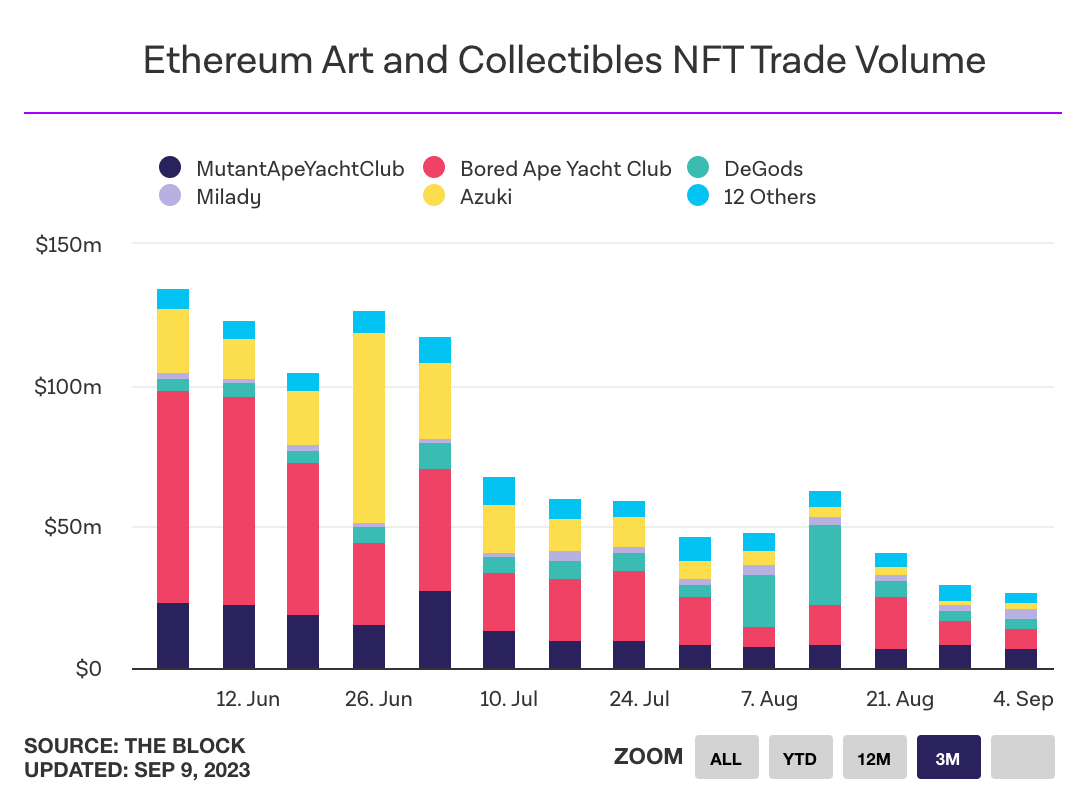 Ethereum Art and Collectibles NFT Trade Volume
MutantApeYachtClub Bored Ape Yacht Club DeGods
Milady Azuki 12 Others
$150m
$100m
$50m
$0
12. Jun 26. Jun 10. Jul 24. Jul 7. Aug 21. Aug 4. Sep
SOURCE: THE BLOCK
UPDATED: SEP 9, 2023
ZOOM ALL YTD 12M 3M